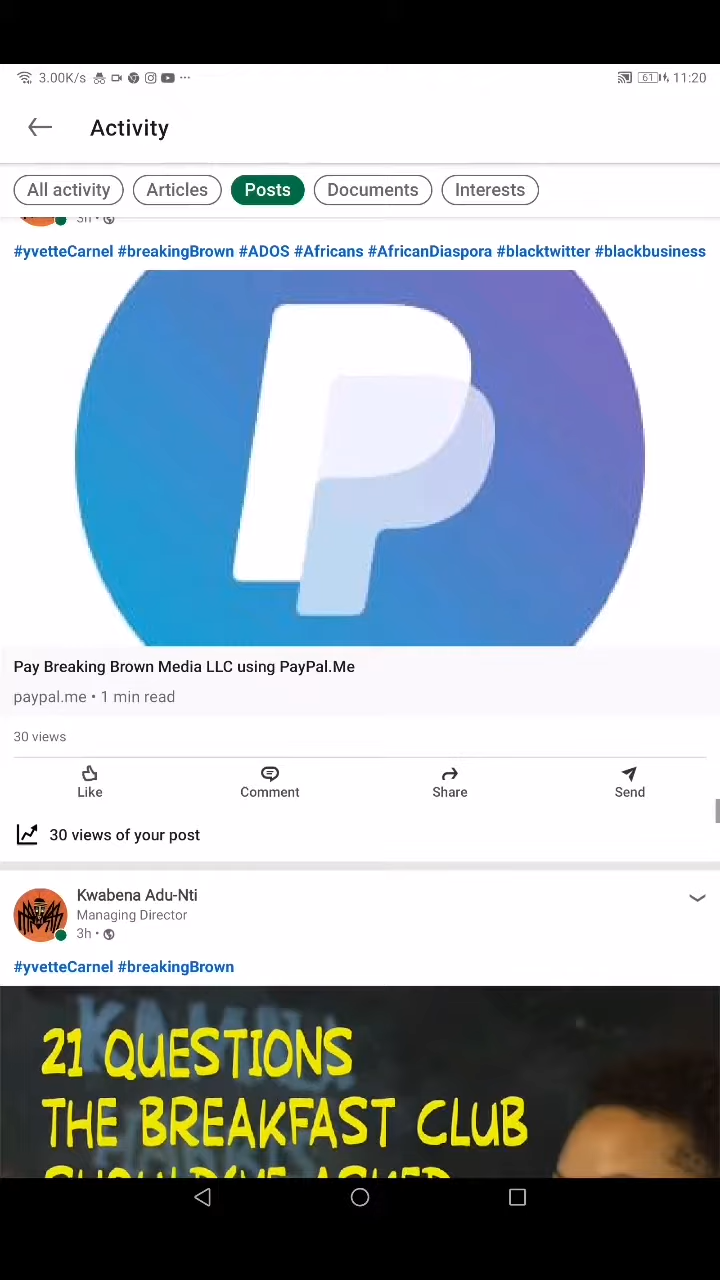 3.00K/s ··· 61 11:20
Activity
All activity Articles Posts Documents Interests
3h •
#yvetteCarnel #breakingBrown #ADOS #Africans #AfricanDiaspora #blacktwitter #blackbusiness
Pay Breaking Brown Media LLC using PayPal.Me
paypal.me • 1 min read
30 views
Like Comment Share Send
30 views of your post
Kwabena Adu-Nti
Managing Director
3h •
#yvetteCarnel #breakingBrown
21 QUESTIONS
THE BREAKFAST CLUB